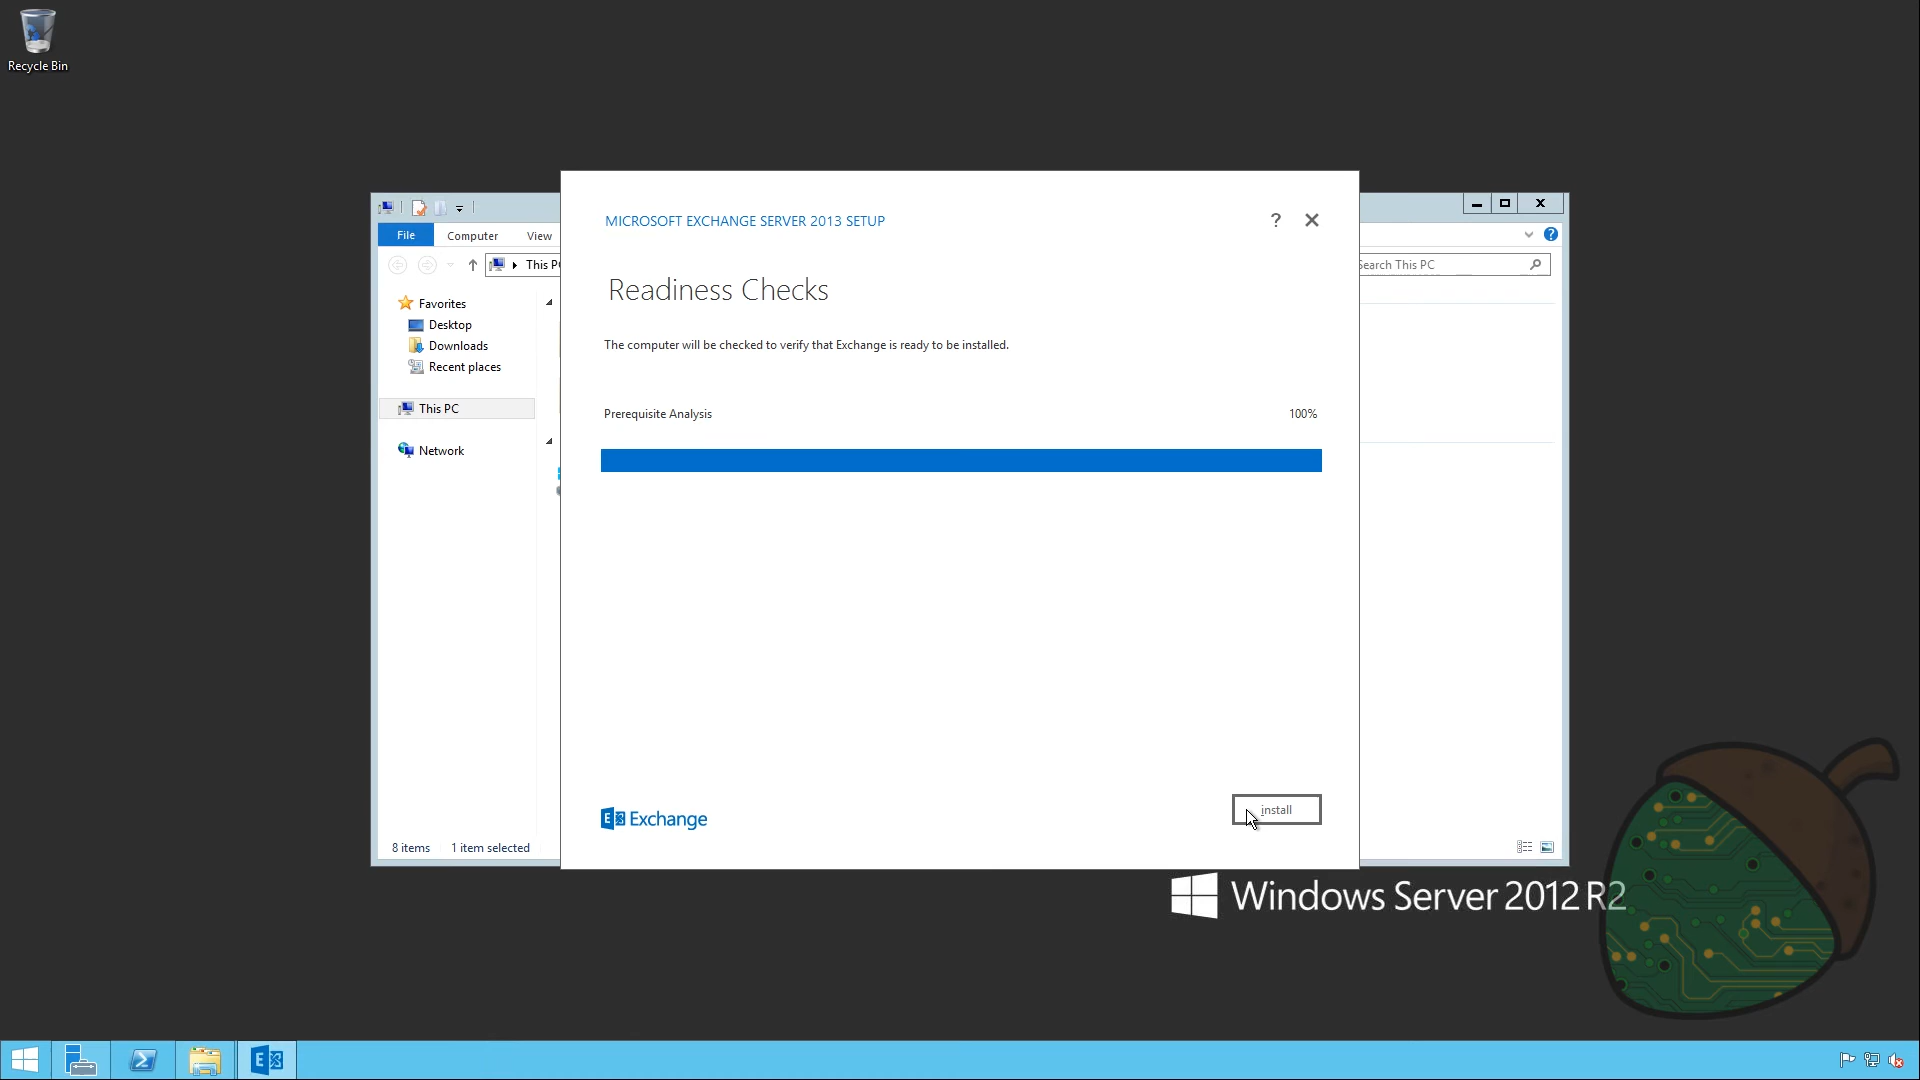 Recycle Bin
File
Computer
View
This P
Search This PC
Favorites
Desktop
Downloads
Recent places
This PC
Network
8 items
1 item selected
MICROSOFT EXCHANGE SERVER 2013 SETUP
?
Readiness Checks
The computer will be checked to verify that Exchange is ready to be installed.
Prerequisite Analysis
100%
Exchange
install
Windows Server 2012 R2